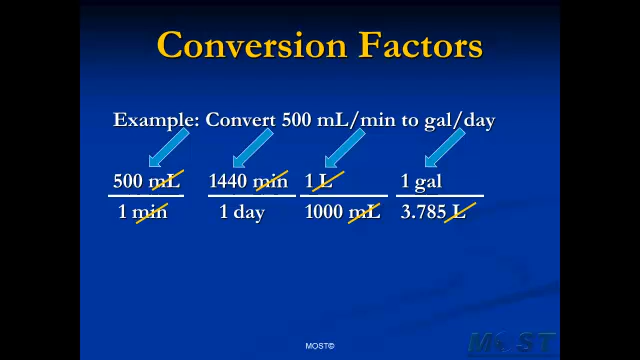 Conversion Factors
Example: Convert 500 mL/min to gal/day
500 mL 1440 min 1 L 1 gal
1 min 1 day 1000 mL 3.785 L
MOST©
MOST